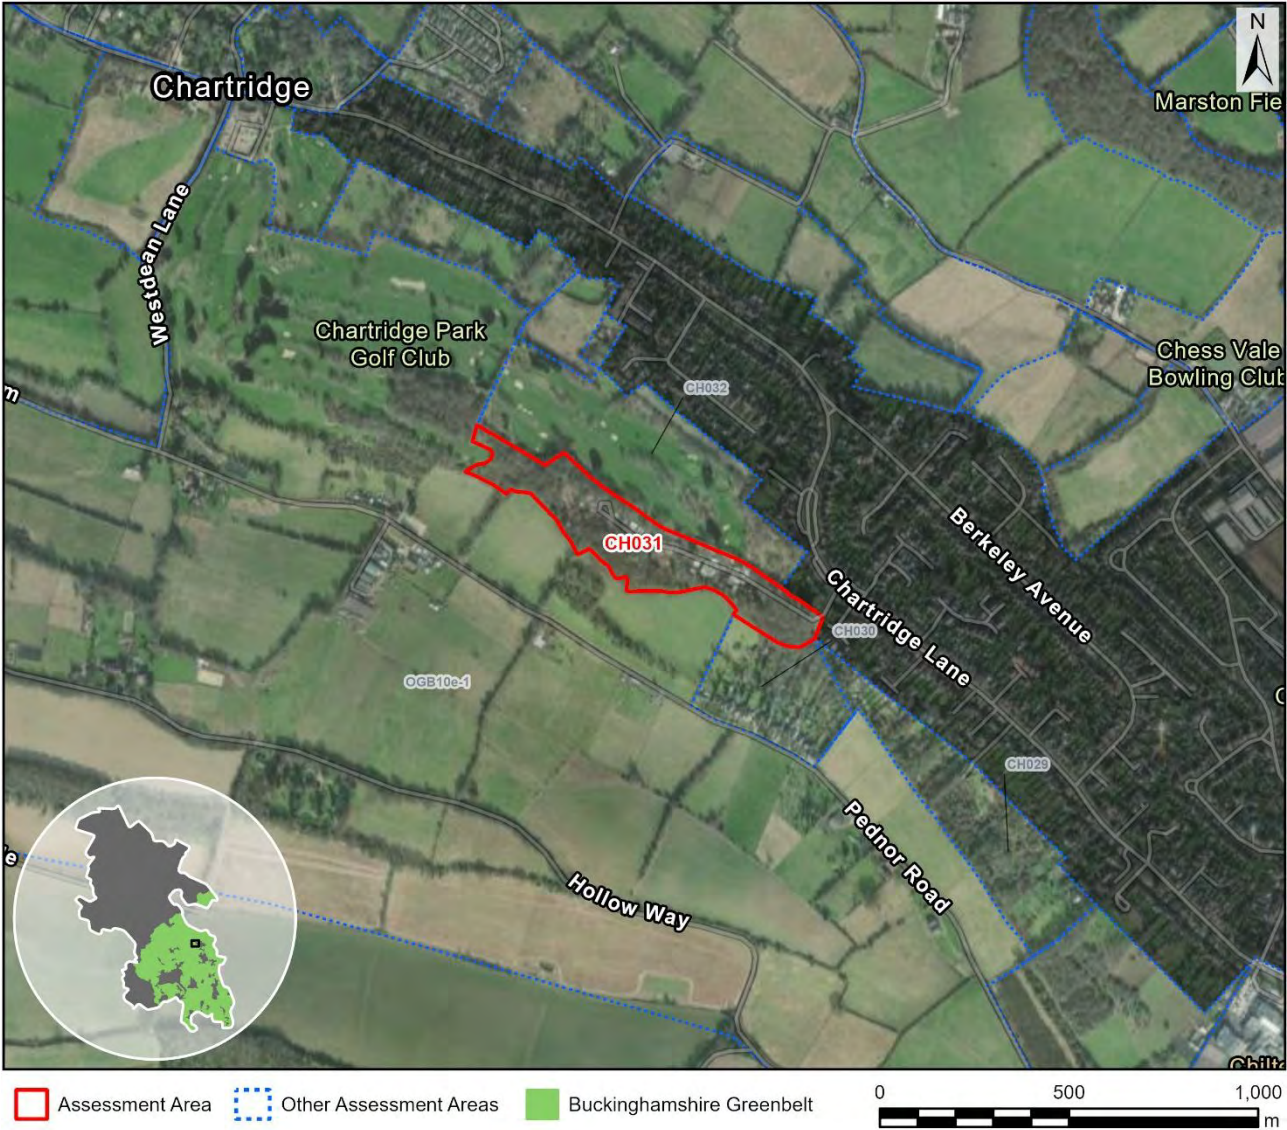 N
Chartridge
Marston Fie
Westdean Lane
Chartridge Park
Golf Club
Chess Vale
Bowling Club
m
CH032
CH031
Berkeley Avenue
Chartridge Lane
CH030
OGB10e-1
CH029
Pednor Road
Hollow Way
le
C
Chilte
Assessment Area
Other Assessment Areas
Buckinghamshire Greenbelt
0 500 1,000
m